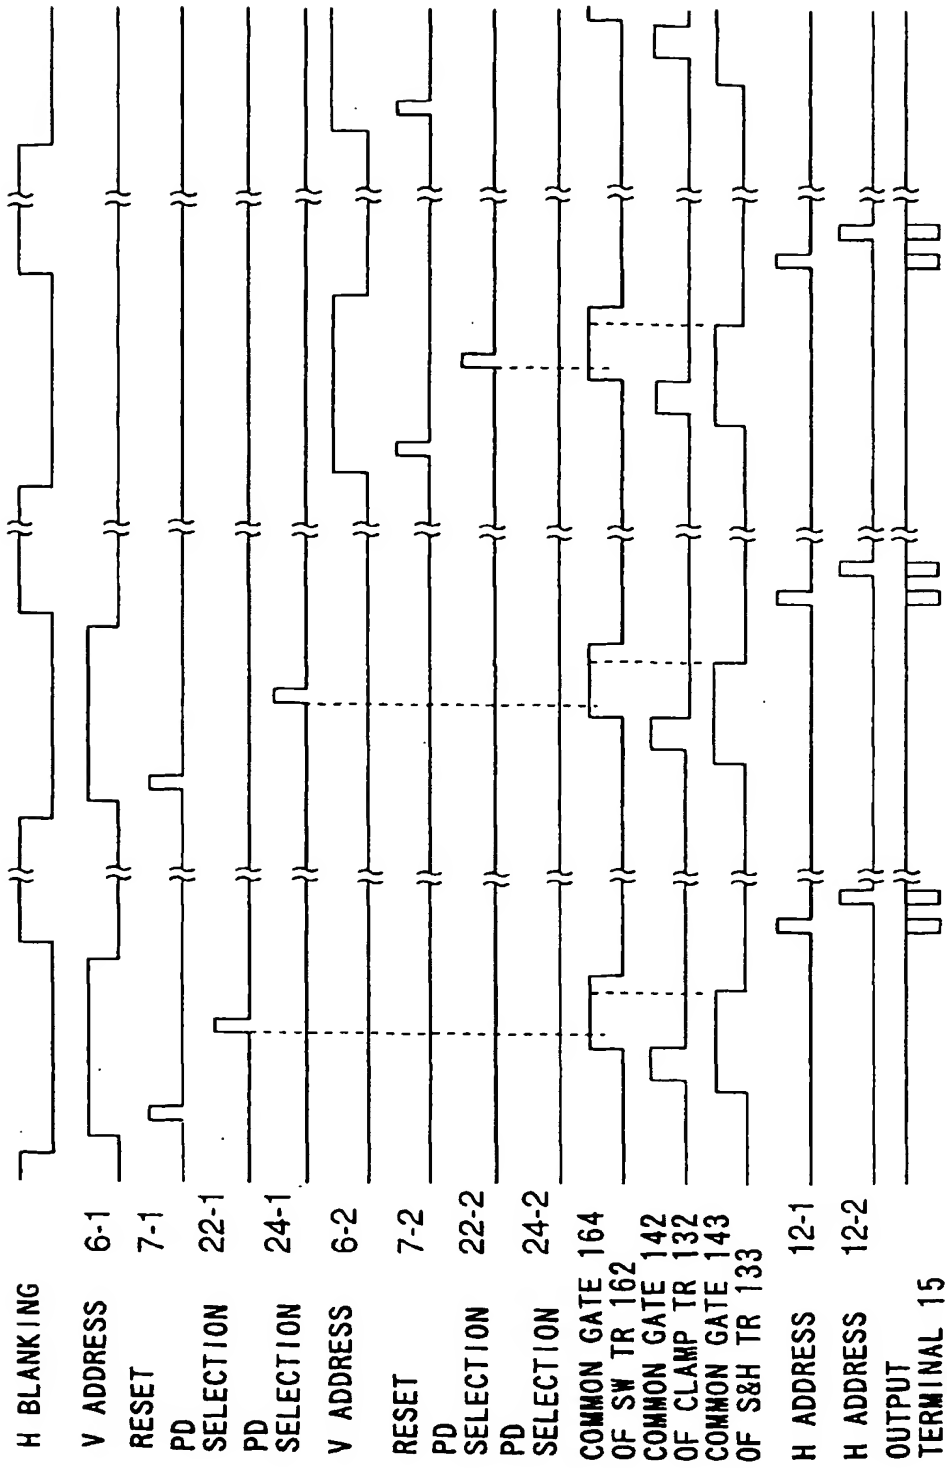 H BLANKING
V ADDRESS 6-1
RESET 7-1
PD
SELECTION 22-1
PD
SELECTION 24-1
V ADDRESS 6-2
RESET 7-2
PD
SELECTION 22-2
PD
SELECTION 24-2
COMMON GATE 164
OF SW TR 162
COMMON GATE 142
OF CLAMP TR 132
COMMON GATE 143
OF S&H TR 133
H ADDRESS 12-1
H ADDRESS 12-2
OUTPUT
TERMINAL 15